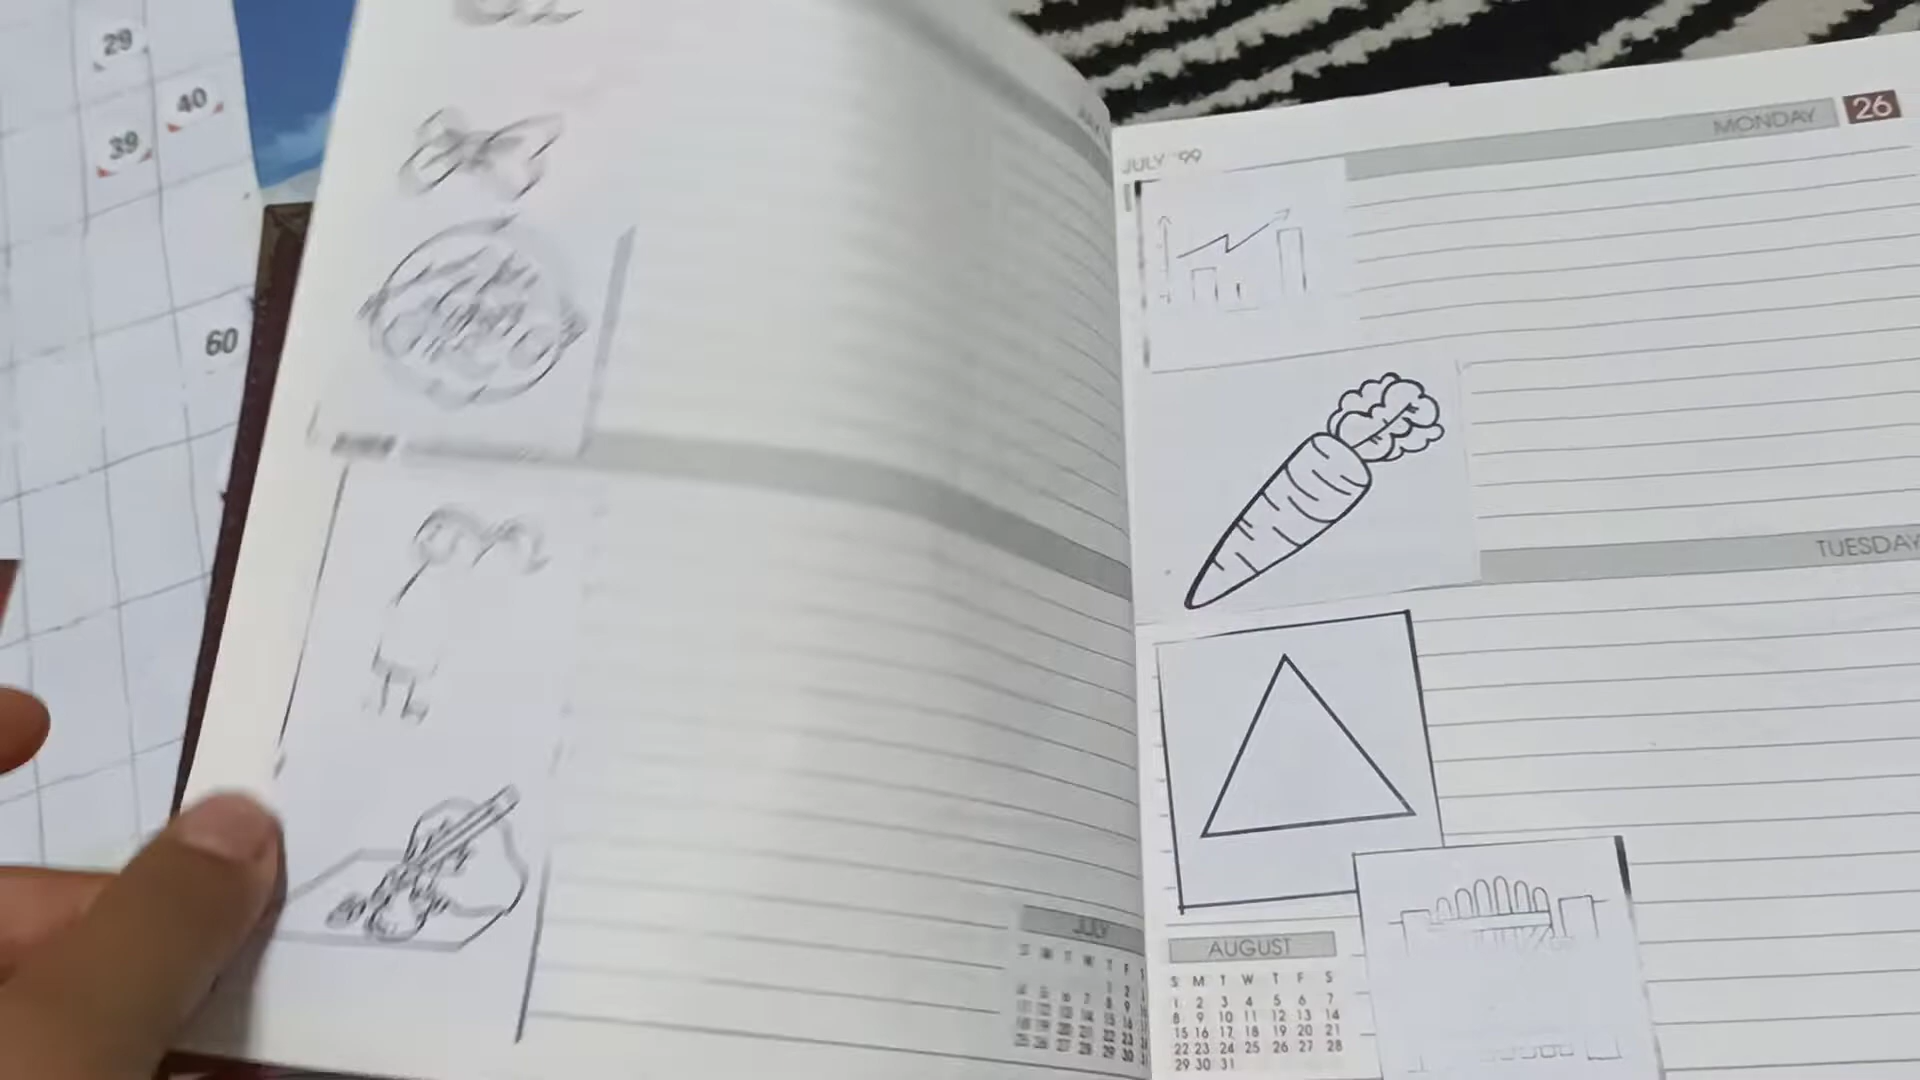 29
40
39
60
JULY
JULY '99
MONDAY 26
TUESDAY
AUGUST
S M T W T F S
1 2 3 4 5 6 7
8 9 10 11 12 13 14
15 16 17 18 19 20 21
22 23 24 25 26 27 28
29 30 31